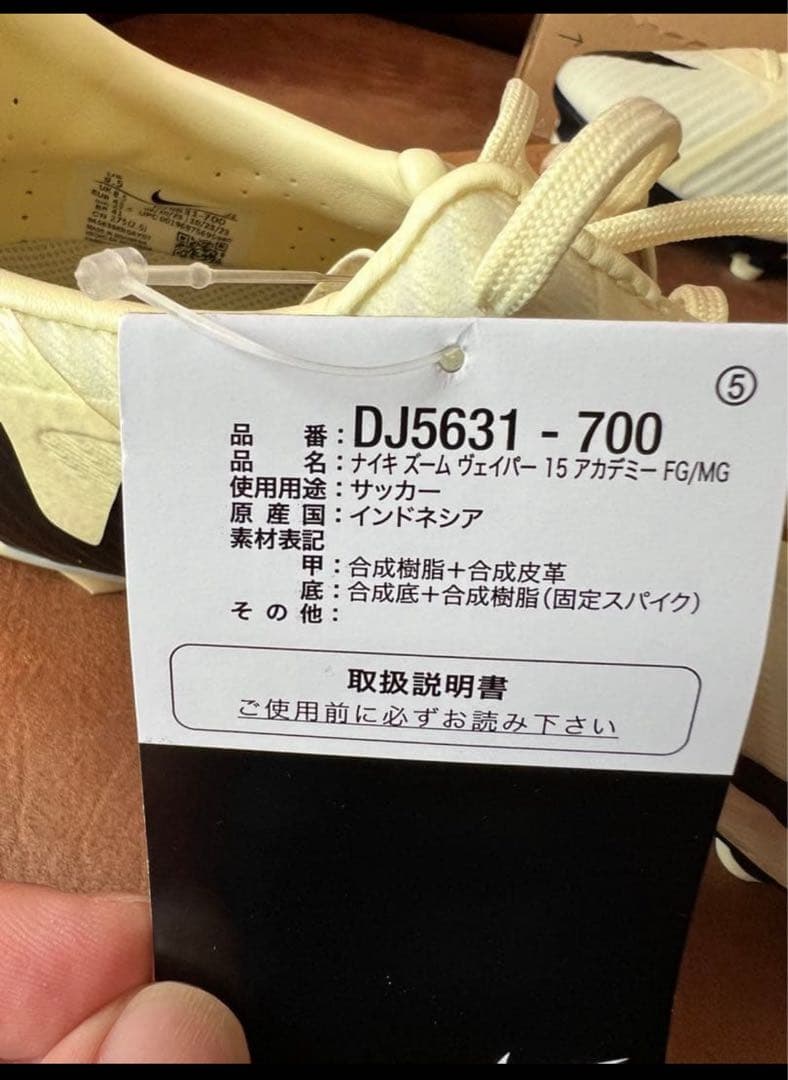 ⑤
品番:DJ5631-700
品名:ナイキ ズーム ヴェイパー 15 アカデミー FG/MG
使用用途:サッカー
原産国:インドネシア
素材表記
甲:合成樹脂+合成皮革
底:合成底+合成樹脂(固定スパイク)
その他:
取扱説明書
ご使用前に必ずお読み下さい